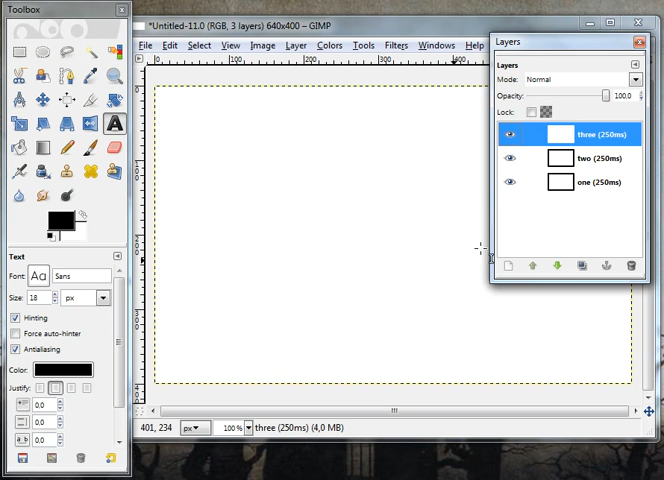 Toolbox
*Untitled-11.0 (RGB, 3 layers) 640x400 – GIMP
File Edit Select View Image Layer Colors Tools Filters Windows Help
0 100 200 300 400
Layers
Layers
Mode: Normal
Opacity: 100,0
Lock:
three (250ms)
two (250ms)
one (250ms)
Text
Font: Aa Sans
Size: 18 px
Hinting
Force auto-hinter
Antialiasing
Color:
Justify:
0,0
0,0
a_b 0,0
401, 234 px 100% three (250ms) (4,0 MB)